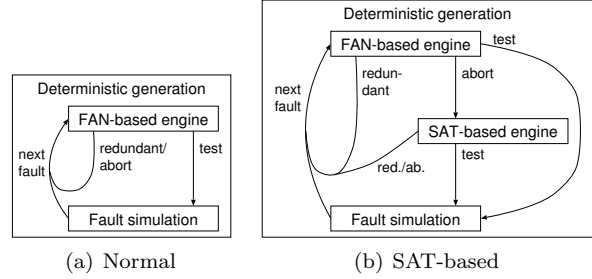 Deterministic generation
FAN-based engine
next
fault
redundant/
abort
test
Fault simulation
(a) Normal
Deterministic generation
FAN-based engine
test
redun-
dant
abort
next
fault
SAT-based engine
red./ab.
test
Fault simulation
(b) SAT-based